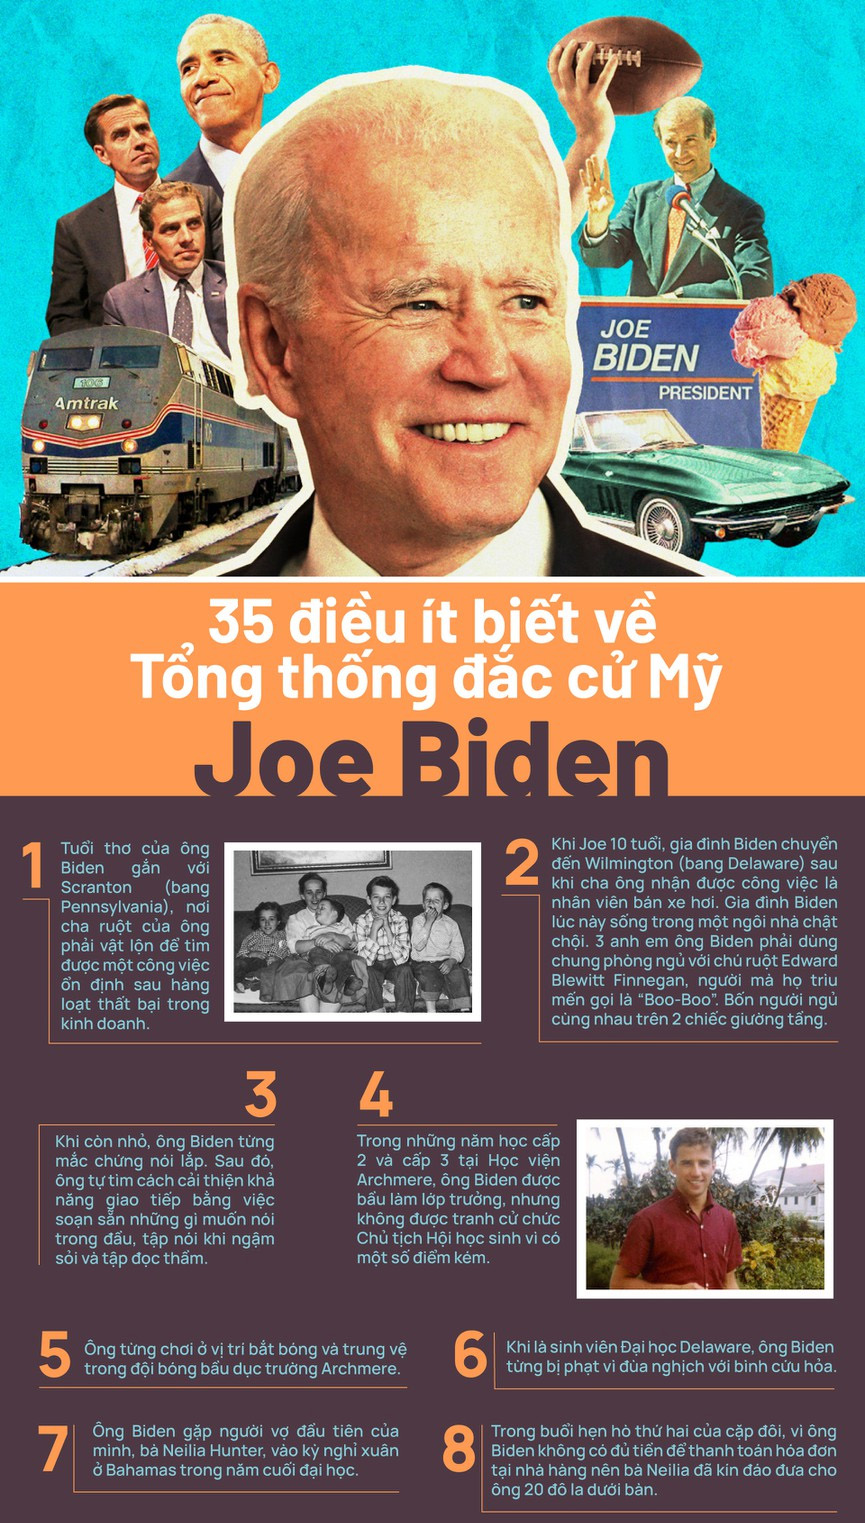 106
Amtrak
JOE
BIDEN
PRESIDENT
35 điều ít biết về
Tổng thống đắc cử Mỹ
Joe Biden
1
Tuổi thơ của ông
Biden gắn với
Scranton (bang
Pennsylvania), nơi
cha ruột của ông
phải vật lộn để tìm
được một công việc
ổn định sau hàng
loạt thất bại trong
kinh doanh.
2
Khi Joe 10 tuổi, gia đình Biden chuyển
đến Wilmington (bang Delaware) sau
khi cha ông nhận được công việc là
nhân viên bán xe hơi. Gia đình Biden
lúc này sống trong một ngôi nhà chật
chội. 3 anh em ông Biden phải dùng
chung phòng ngủ với chú ruột Edward
Blewitt Finnegan, người mà họ trìu
mến gọi là “Boo-Boo”. Bốn người ngủ
cùng nhau trên 2 chiếc giường tầng.
3
Khi còn nhỏ, ông Biden từng
mắc chứng nói lắp. Sau đó,
ông tự tìm cách cải thiện khả
năng giao tiếp bằng việc
soạn sẵn những gì muốn nói
trong đầu, tập nói khi ngậm
sỏi và tập đọc thầm.
4
Trong những năm học cấp
2 và cấp 3 tại Học viện
Archmere, ông Biden được
bầu làm lớp trưởng, nhưng
không được tranh cử chức
Chủ tịch Hội học sinh vì có
một số điểm kém.
5
Ông từng chơi ở vị trí bắt bóng và trung vệ
trong đội bóng bầu dục trường Archmere.
6
Khi là sinh viên Đại học Delaware, ông Biden
từng bị phạt vì đùa nghịch với bình cứu hỏa.
7
Ông Biden gặp người vợ đầu tiên của
mình, bà Neilia Hunter, vào kỳ nghỉ xuân
ở Bahamas trong năm cuối đại học.
8
Trong buổi hẹn hò thứ hai của cặp đôi, vì ông
Biden không có đủ tiền để thanh toán hóa đơn
tại nhà hàng nên bà Neilia đã kín đáo đưa cho
ông 20 đô la dưới bàn.